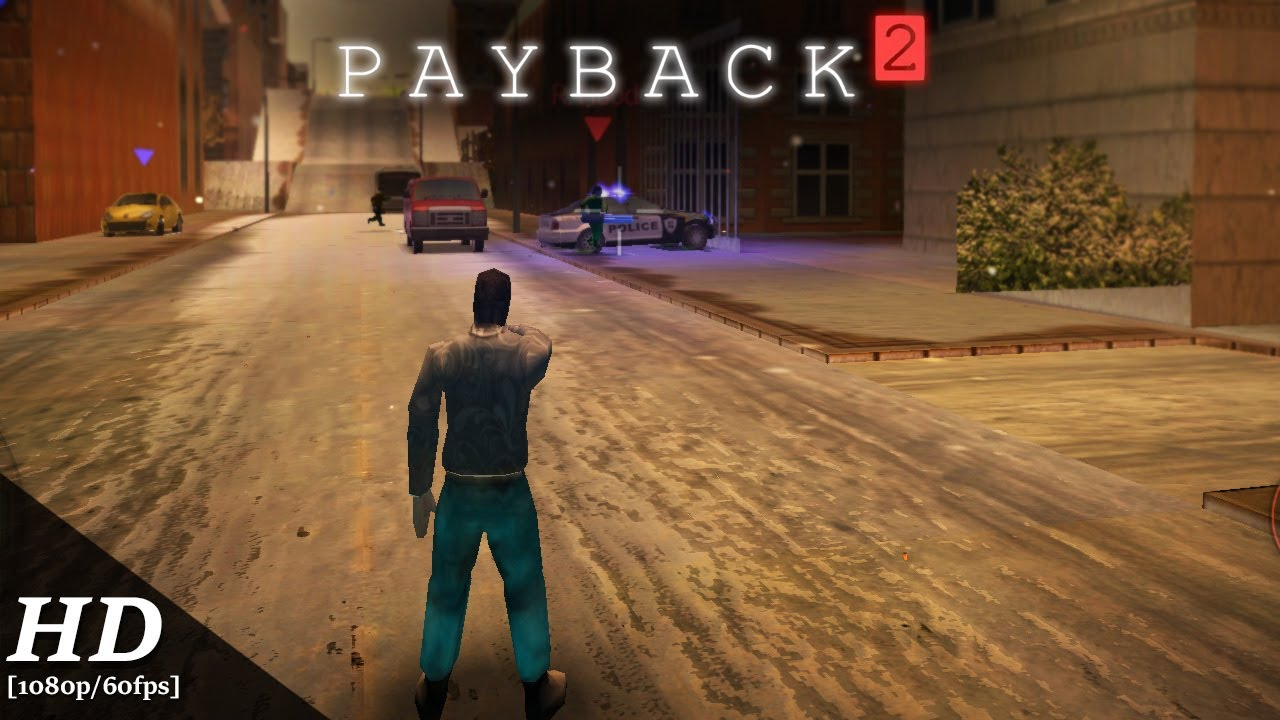 PAYBACK 2
POLICE
HD
[1080p/60fps]